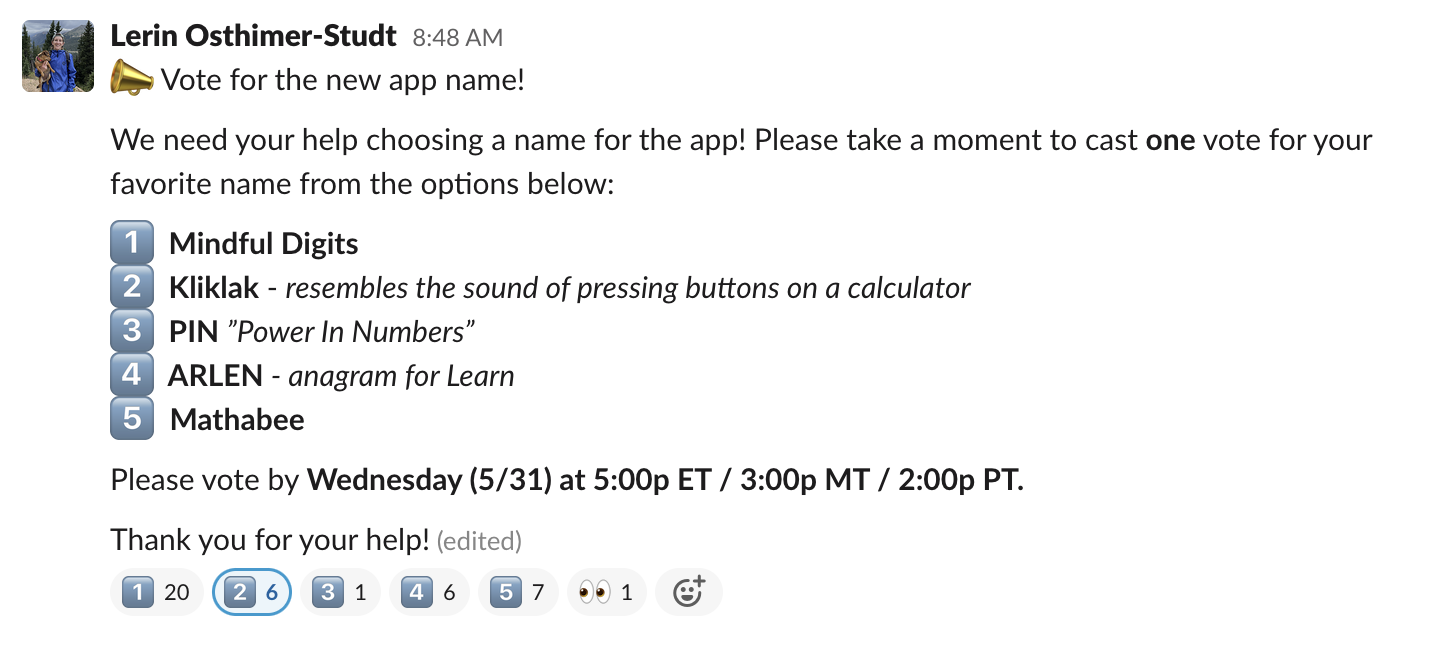 Lerin Osthimer-Studt 8:48 AM
📣 Vote for the new app name!
We need your help choosing a name for the app! Please take a moment to cast one vote for your
favorite name from the options below:
1️⃣ Mindful Digits
2️⃣ Kliklak - resembles the sound of pressing buttons on a calculator
3️⃣ PIN ”Power In Numbers”
4️⃣ ARLEN - anagram for Learn
5️⃣ Mathabee
Please vote by Wednesday (5/31) at 5:00p ET / 3:00p MT / 2:00p PT.
Thank you for your help! (edited)
1️⃣ 20 2️⃣ 6 3️⃣ 1 4️⃣ 6 5️⃣ 7 👀 1